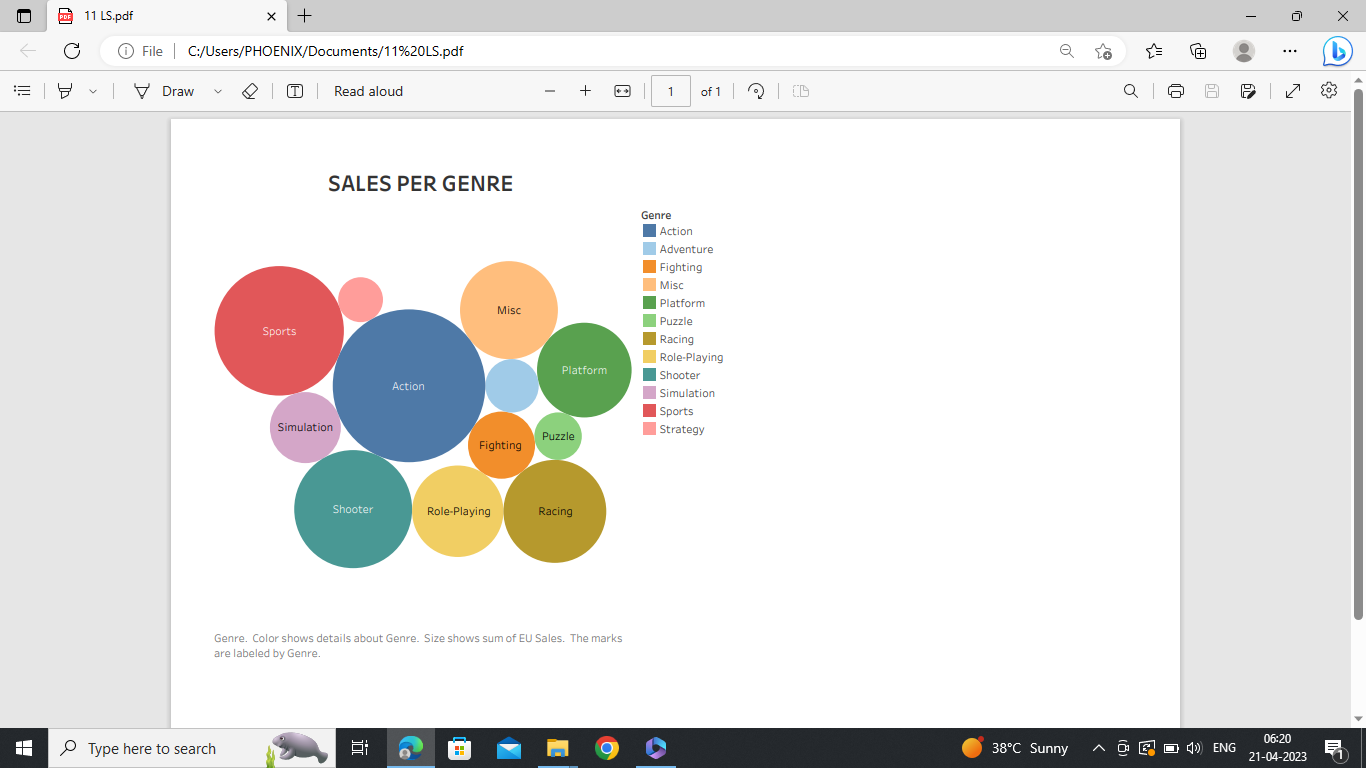 11 LS.pdf
File
C:/Users/PHOENIX/Documents/11%20LS.pdf
Draw
Read aloud
1
of 1
SALES PER GENRE
Genre
Action
Adventure
Fighting
Misc
Platform
Puzzle
Racing
Role-Playing
Shooter
Simulation
Sports
Strategy
Misc
Sports
Platform
Action
Simulation
Puzzle
Fighting
Shooter
Role-Playing
Racing
Genre. Color shows details about Genre. Size shows sum of EU Sales. The marks
are labeled by Genre.
Type here to search
38°C Sunny
ENG
06:20
21-04-2023
1